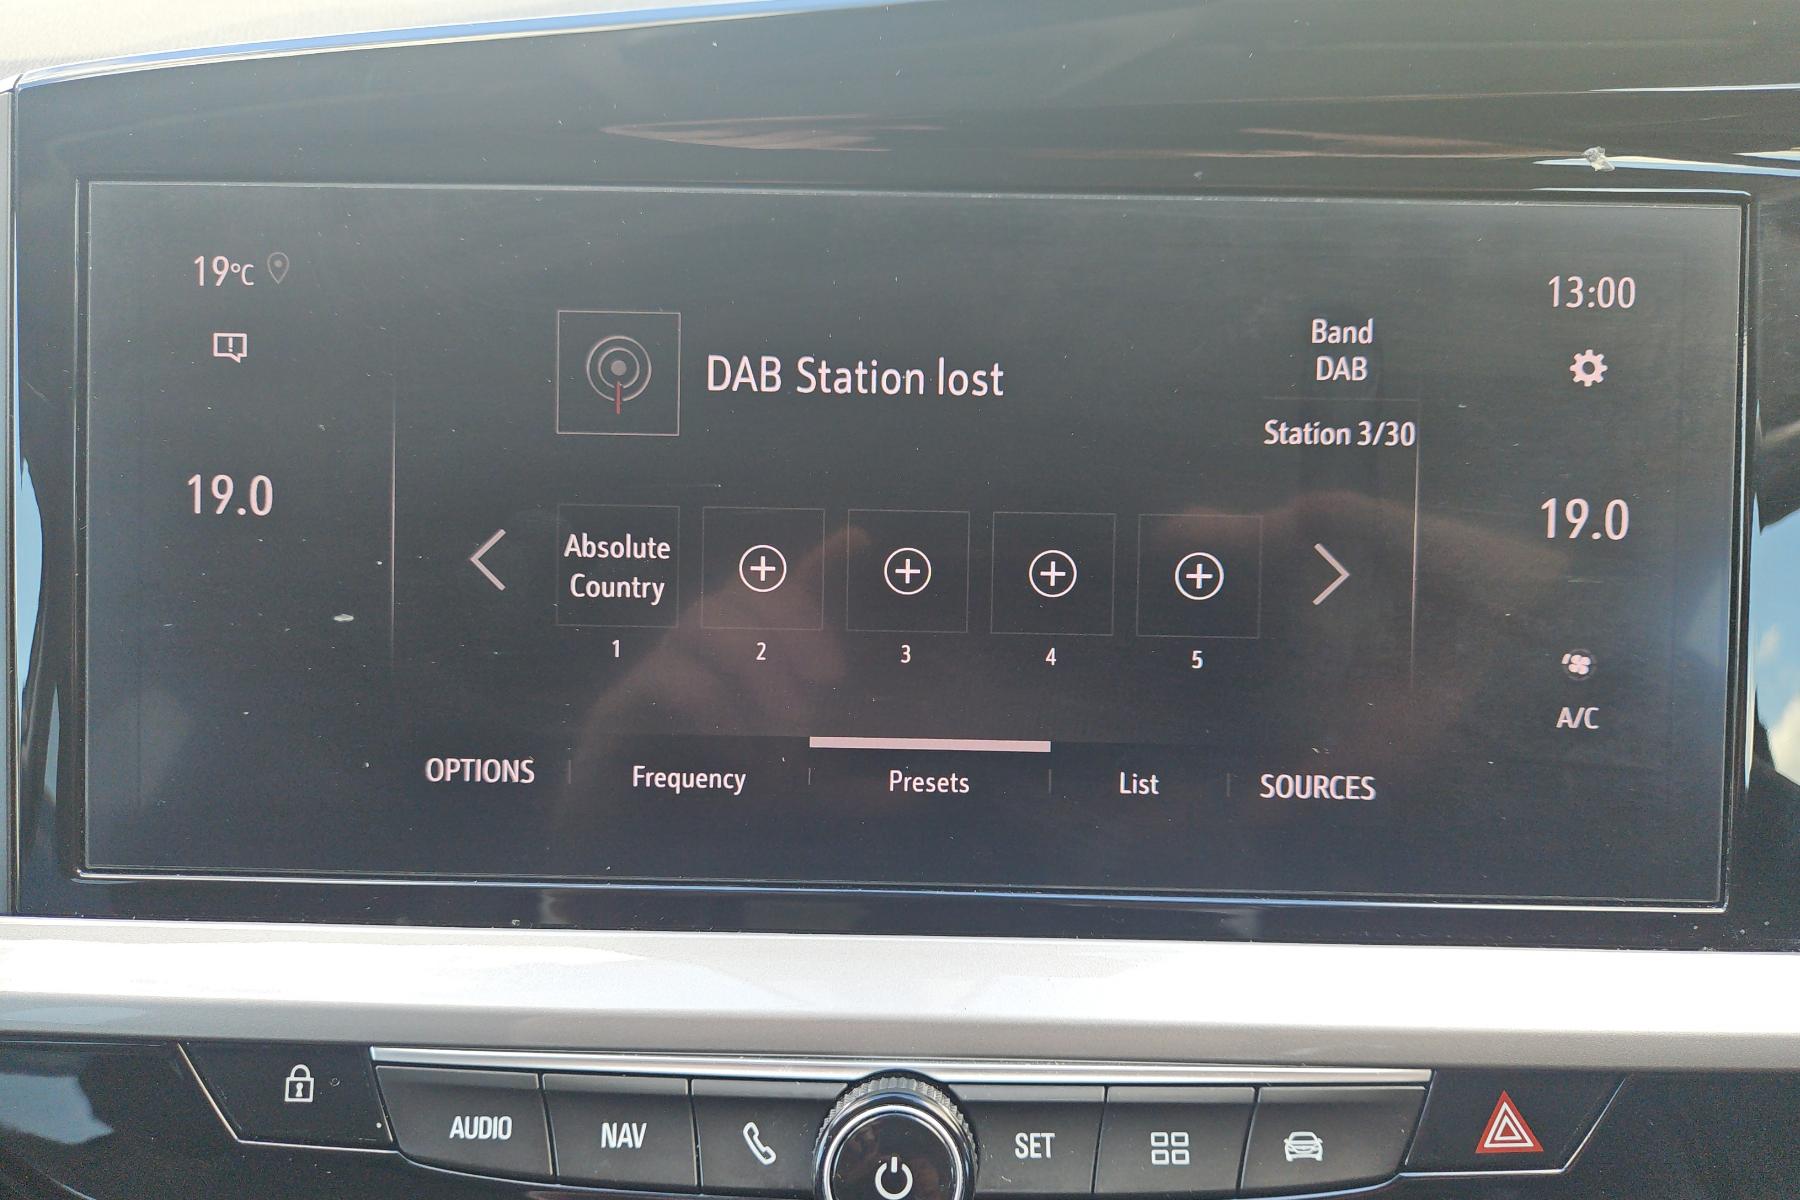 19°C
13:00
Band
DAB
DAB Station lost
Station 3/30
19.0
19.0
Absolute
Country
1
2
3
4
5
A/C
OPTIONS
Frequency
Presets
List
SOURCES
AUDIO
NAV
SET